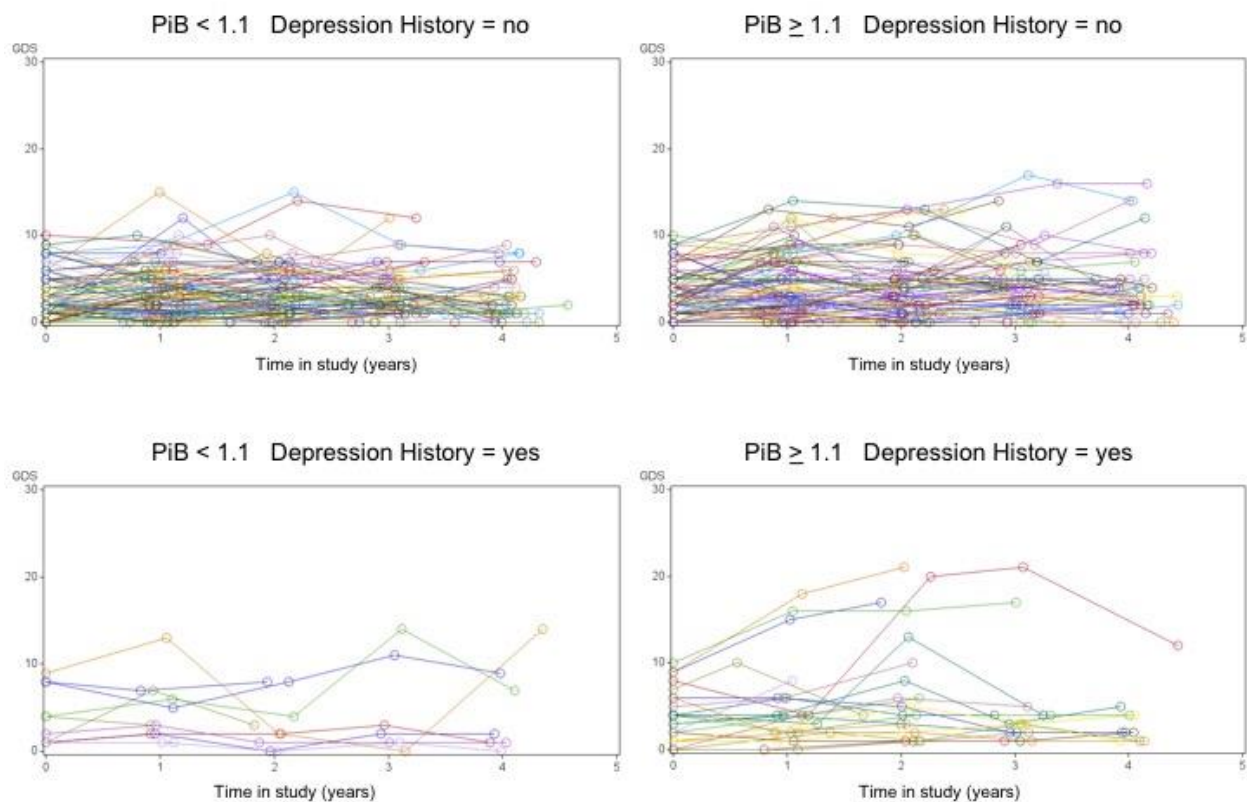 PiB < 1.1 Depression History = no
GDS
30
20
10
0
0 1 2 3 4 5
Time in study (years)
PiB ≥ 1.1 Depression History = no
GDS
30
20
10
0
0 1 2 3 4 5
Time in study (years)
PiB < 1.1 Depression History = yes
GDS
30
20
10
0
0 1 2 3 4 5
Time in study (years)
PiB ≥ 1.1 Depression History = yes
GDS
30
20
10
0
0 1 2 3 4 5
Time in study (years)